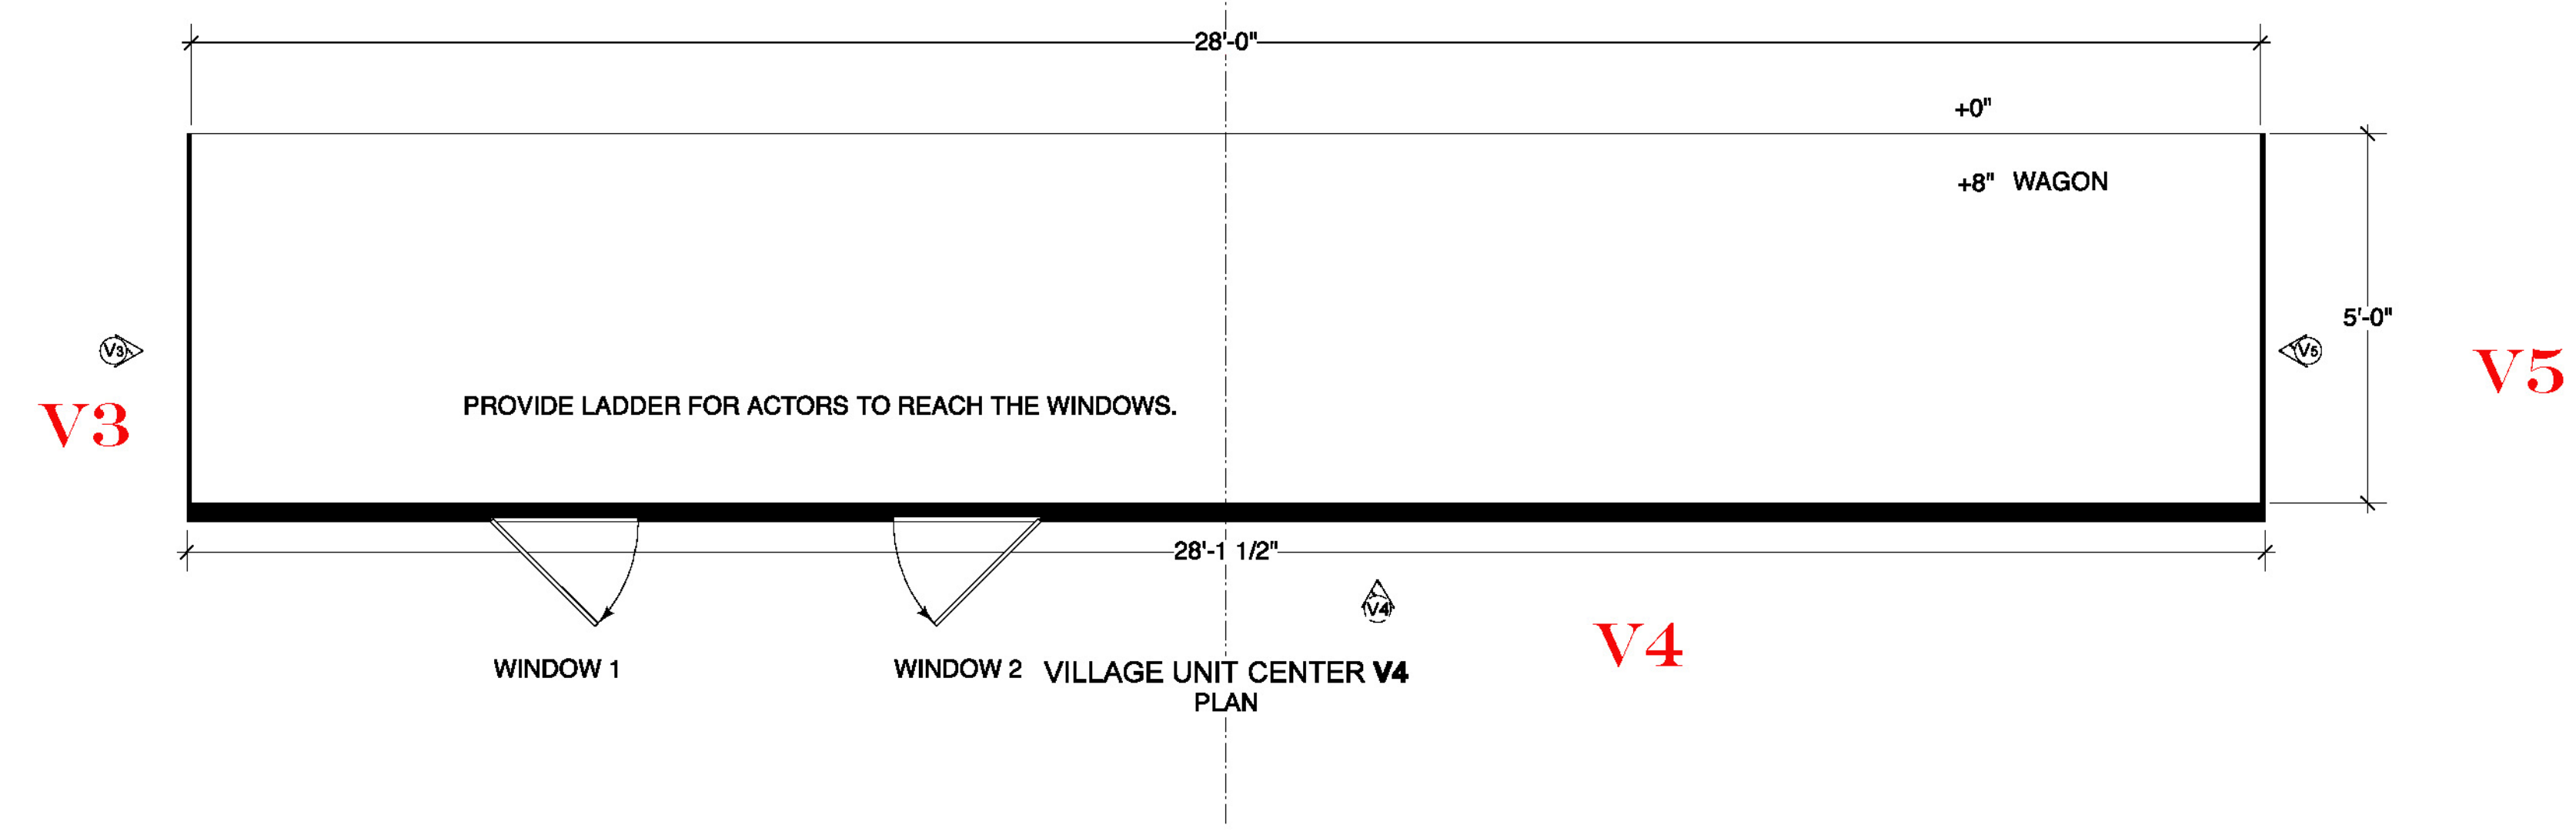 28'-0"
+0"
+8" WAGON
5'-0"
V3
V5
V3
V5
PROVIDE LADDER FOR ACTORS TO REACH THE WINDOWS.
28'-1 1/2"
V4
V4
WINDOW 1
WINDOW 2
VILLAGE UNIT CENTER V4
PLAN